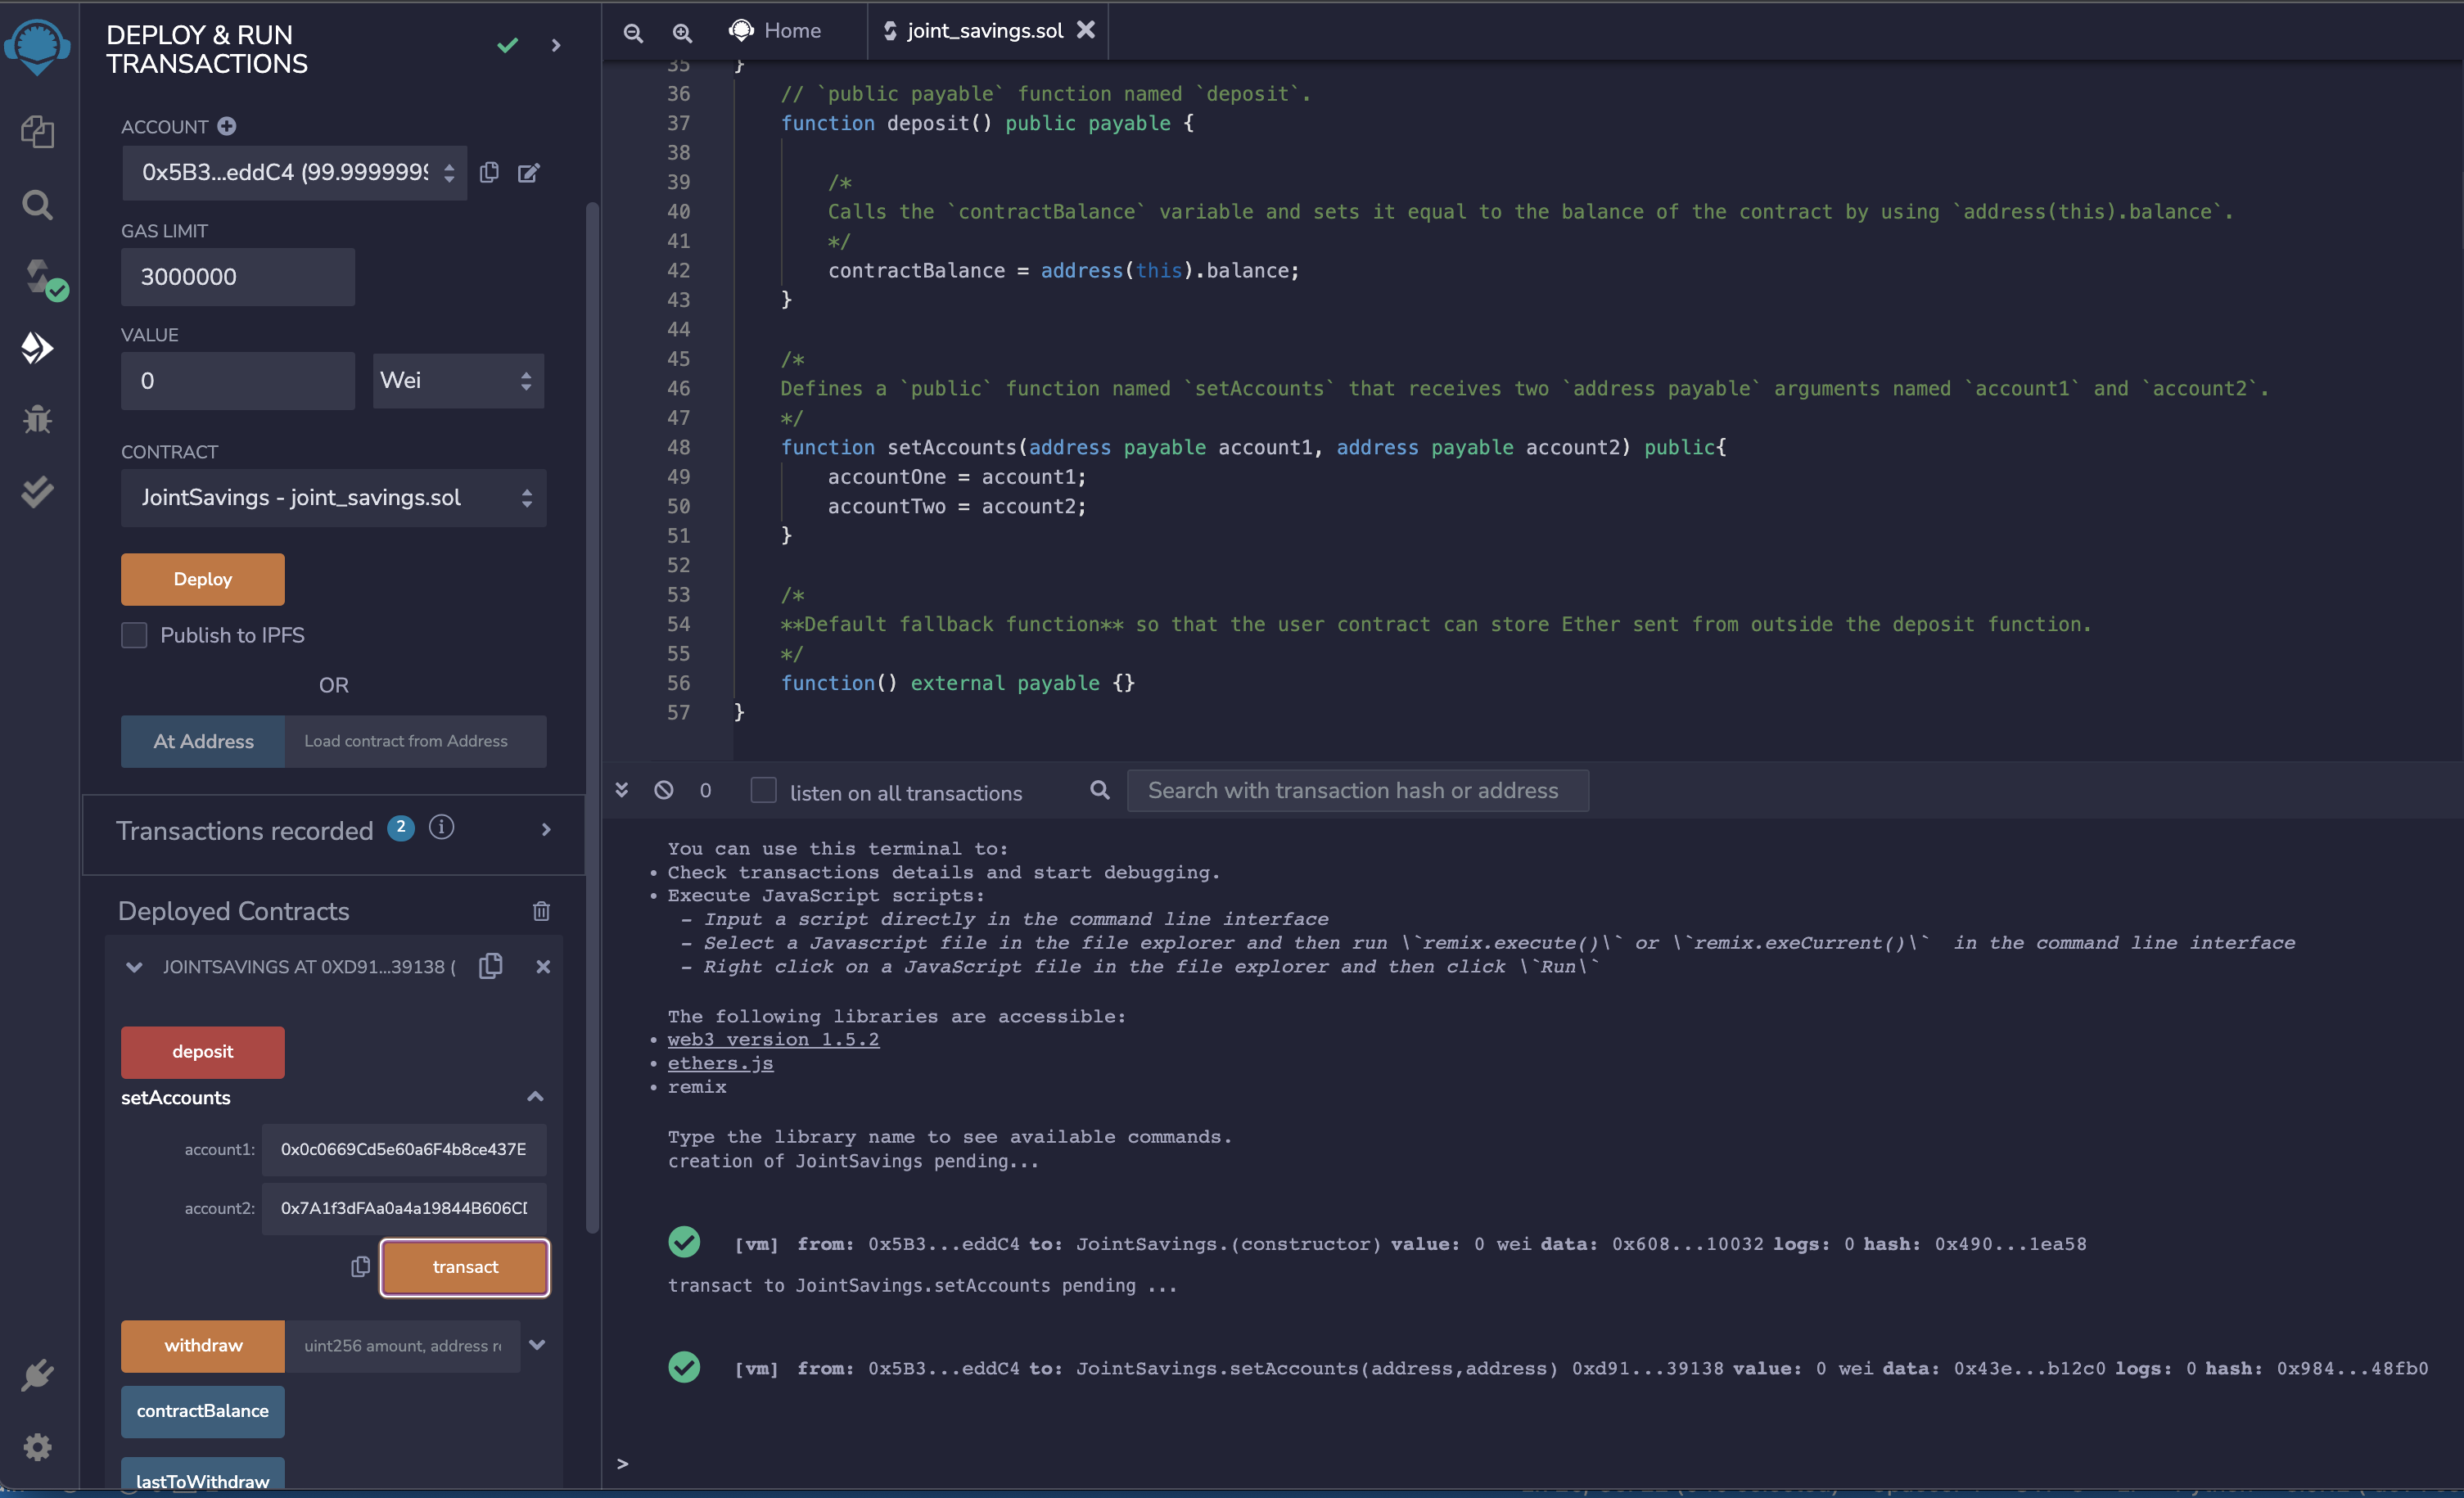 DEPLOY & RUN
TRANSACTIONS
ACCOUNT
0x5B3...eddC4 (99.9999999
GAS LIMIT
3000000
VALUE
0
Wei
CONTRACT
JointSavings - joint_savings.sol
Deploy
Publish to IPFS
OR
At Address
Load contract from Address
Transactions recorded 2 i
Deployed Contracts
JOINTSAVINGS AT 0XD91...39138 (
deposit
setAccounts
account1: 0x0c0669Cd5e60a6F4b8ce437E
account2: 0x7A1f3dFAa0a4a19844B606CD
transact
withdraw
uint256 amount, address re
contractBalance
lastToWithdraw
Home
joint_savings.sol
35 }
36 // `public payable` function named `deposit`.
37 function deposit() public payable {
38
39 /*
40 Calls the `contractBalance` variable and sets it equal to the balance of the contract by using `address(this).balance`.
41 */
42 contractBalance = address(this).balance;
43 }
44
45 /*
46 Defines a `public` function named `setAccounts` that receives two `address payable` arguments named `account1` and `account2`.
47 */
48 function setAccounts(address payable account1, address payable account2) public{
49 accountOne = account1;
50 accountTwo = account2;
51 }
52
53 /*
54 **Default fallback function** so that the user contract can store Ether sent from outside the deposit function.
55 */
56 function() external payable {}
57 }
0
listen on all transactions
Search with transaction hash or address
You can use this terminal to:
• Check transactions details and start debugging.
• Execute JavaScript scripts:
- Input a script directly in the command line interface
- Select a Javascript file in the file explorer and then run \`remix.execute()\` or \`remix.exeCurrent()\` in the command line interface
- Right click on a JavaScript file in the file explorer and then click \`Run\`
The following libraries are accessible:
• web3 version 1.5.2
• ethers.js
• remix
Type the library name to see available commands.
creation of JointSavings pending...
[vm] from: 0x5B3...eddC4 to: JointSavings.(constructor) value: 0 wei data: 0x608...10032 logs: 0 hash: 0x490...1ea58
transact to JointSavings.setAccounts pending ...
[vm] from: 0x5B3...eddC4 to: JointSavings.setAccounts(address,address) 0xd91...39138 value: 0 wei data: 0x43e...b12c0 logs: 0 hash: 0x984...48fb0
>